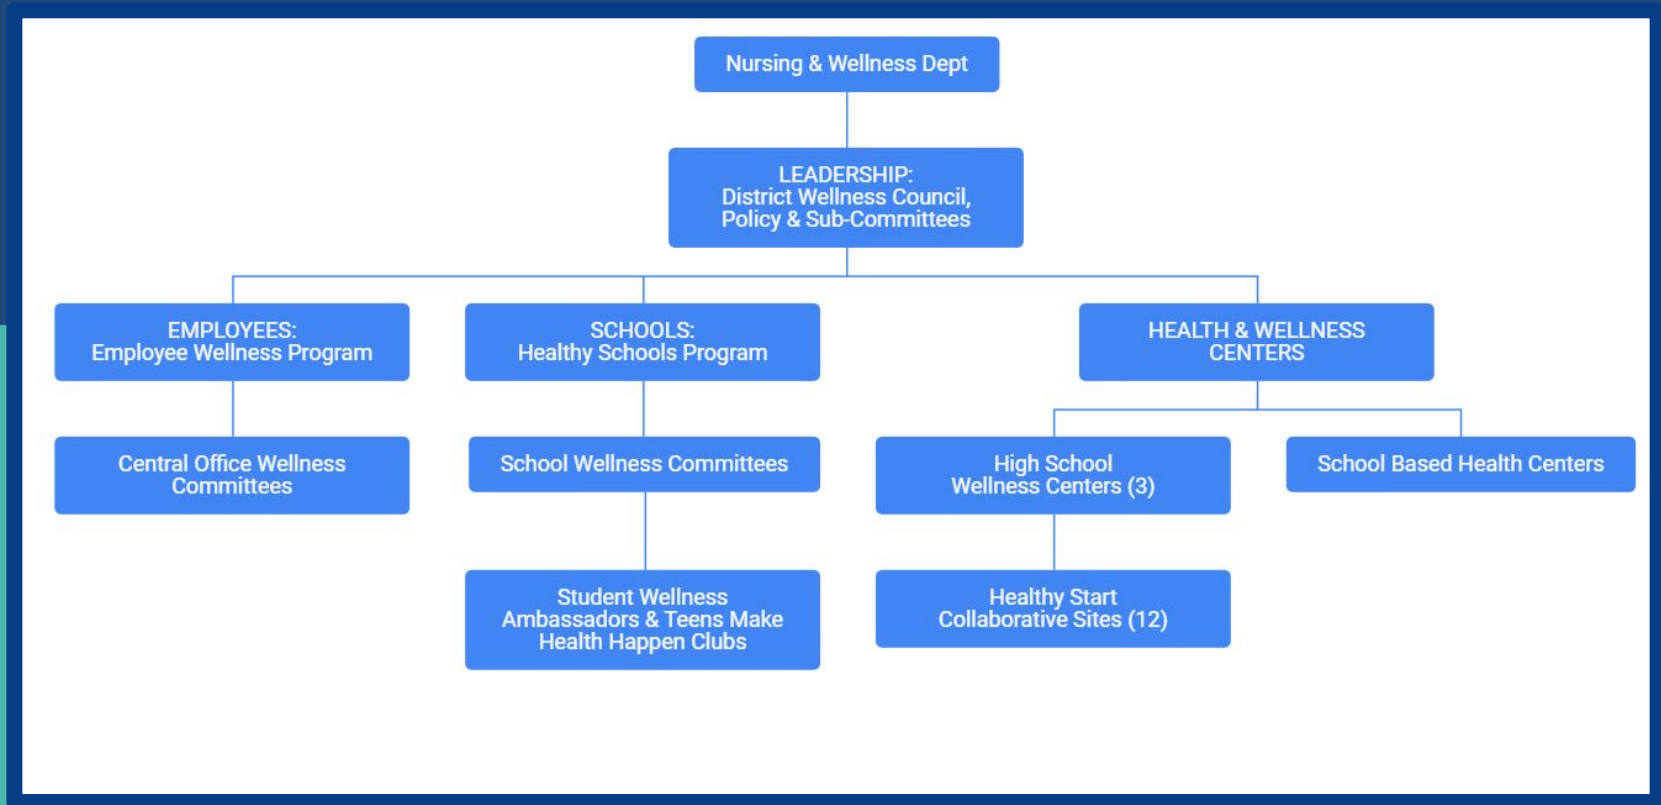 Nursing & Wellness Dept
LEADERSHIP:
District Wellness Council,
Policy & Sub-Committees
EMPLOYEES:
Employee Wellness Program
SCHOOLS:
Healthy Schools Program
HEALTH & WELLNESS
CENTERS
Central Office Wellness
Committees
School Wellness Committees
High School
Wellness Centers (3)
School Based Health Centers
Student Wellness
Ambassadors & Teens Make
Health Happen Clubs
Healthy Start
Collaborative Sites (12)